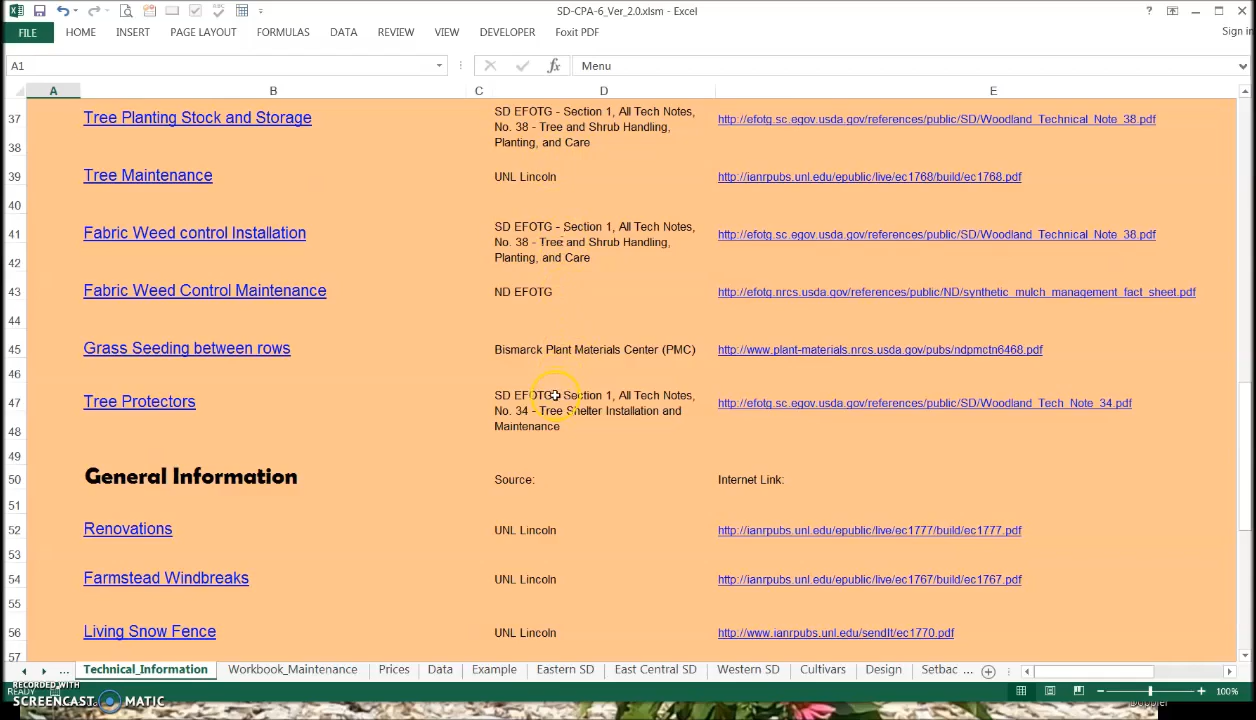 SD-CPA-6_Ver_2.0.xlsm - Excel
FILE HOME INSERT PAGE LAYOUT FORMULAS DATA REVIEW VIEW DEVELOPER Foxit PDF Sign in
A1 fx Menu
A B C D E
37 Tree Planting Stock and Storage SD EFOTG - Section 1, All Tech Notes, http://efotg.sc.egov.usda.gov/references/public/SD/Woodland_Technical_Note_38.pdf
No. 38 - Tree and Shrub Handling,
38 Planting, and Care
39 Tree Maintenance UNL Lincoln http://ianrpubs.unl.edu/epublic/live/ec1768/build/ec1768.pdf
40
41 Fabric Weed control Installation SD EFOTG - Section 1, All Tech Notes, http://efotg.sc.egov.usda.gov/references/public/SD/Woodland_Technical_Note_38.pdf
No. 38 - Tree and Shrub Handling,
42 Planting, and Care
43 Fabric Weed Control Maintenance ND EFOTG http://efotg.nrcs.usda.gov/references/public/ND/synthetic_mulch_management_fact_sheet.pdf
44
45 Grass Seeding between rows Bismarck Plant Materials Center (PMC) http://www.plant-materials.nrcs.usda.gov/pubs/ndpmctn6468.pdf
46
47 Tree Protectors SD EFOTG - Section 1, All Tech Notes, http://efotg.sc.egov.usda.gov/references/public/SD/Woodland_Tech_Note_34.pdf
No. 34 - Tree Shelter Installation and
48 Maintenance
49
50 General Information Source: Internet Link:
51
52 Renovations UNL Lincoln http://ianrpubs.unl.edu/epublic/live/ec1777/build/ec1777.pdf
53
54 Farmstead Windbreaks UNL Lincoln http://ianrpubs.unl.edu/epublic/live/ec1767/build/ec1767.pdf
55
56 Living Snow Fence UNL Lincoln http://www.ianrpubs.unl.edu/sendIt/ec1770.pdf
57
... Technical_Information Workbook_Maintenance Prices Data Example Eastern SD East Central SD Western SD Cultivars Design Setbac ...
READY 100%
RECORDED WITH
SCREENCAST MATIC
Doppler